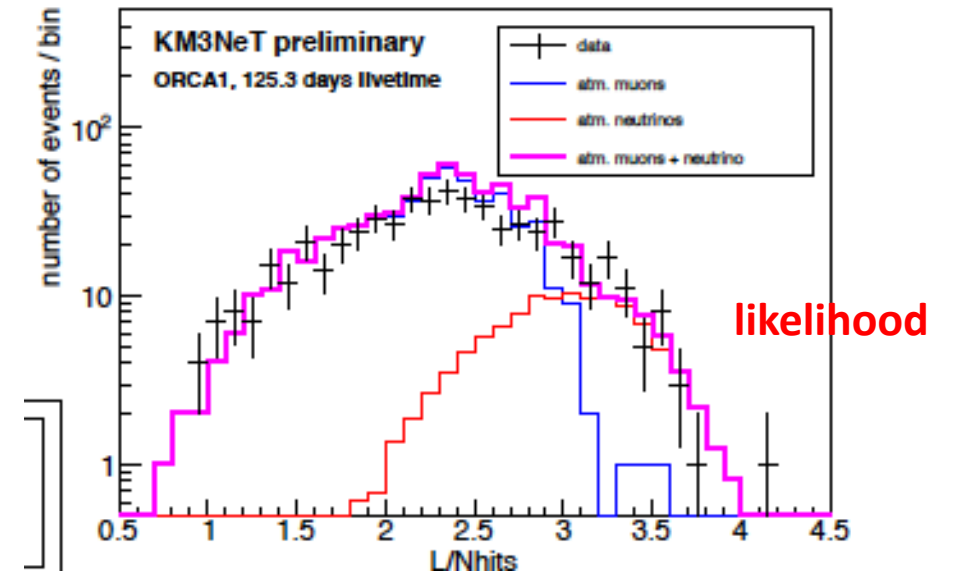 KM3NeT preliminary
ORCA1, 125.3 days livetime
data
atm. muons
atm. neutrinos
atm. muons + neutrino
number of events / bin
10²
10
1
likelihood
0.5 1 1.5 2 2.5 3 3.5 4 4.5
L/Nhits